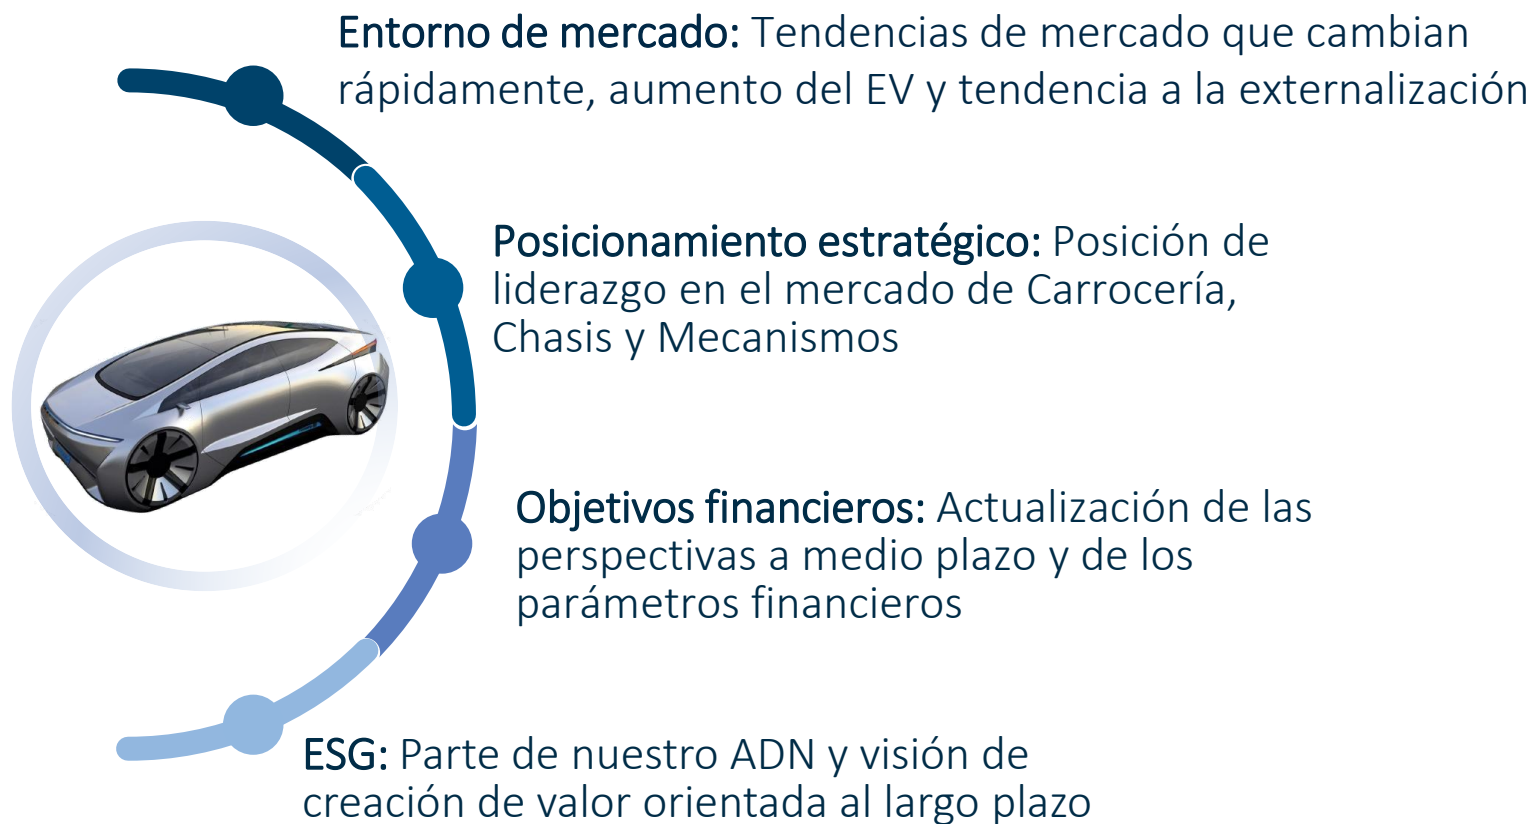 Entorno de mercado: Tendencias de mercado que cambian
rápidamente, aumento del EV y tendencia a la externalización
Posicionamiento estratégico: Posición de
liderazgo en el mercado de Carrocería,
Chasis y Mecanismos
Objetivos financieros: Actualización de las
perspectivas a medio plazo y de los
parámetros financieros
ESG: Parte de nuestro ADN y visión de
creación de valor orientada al largo plazo